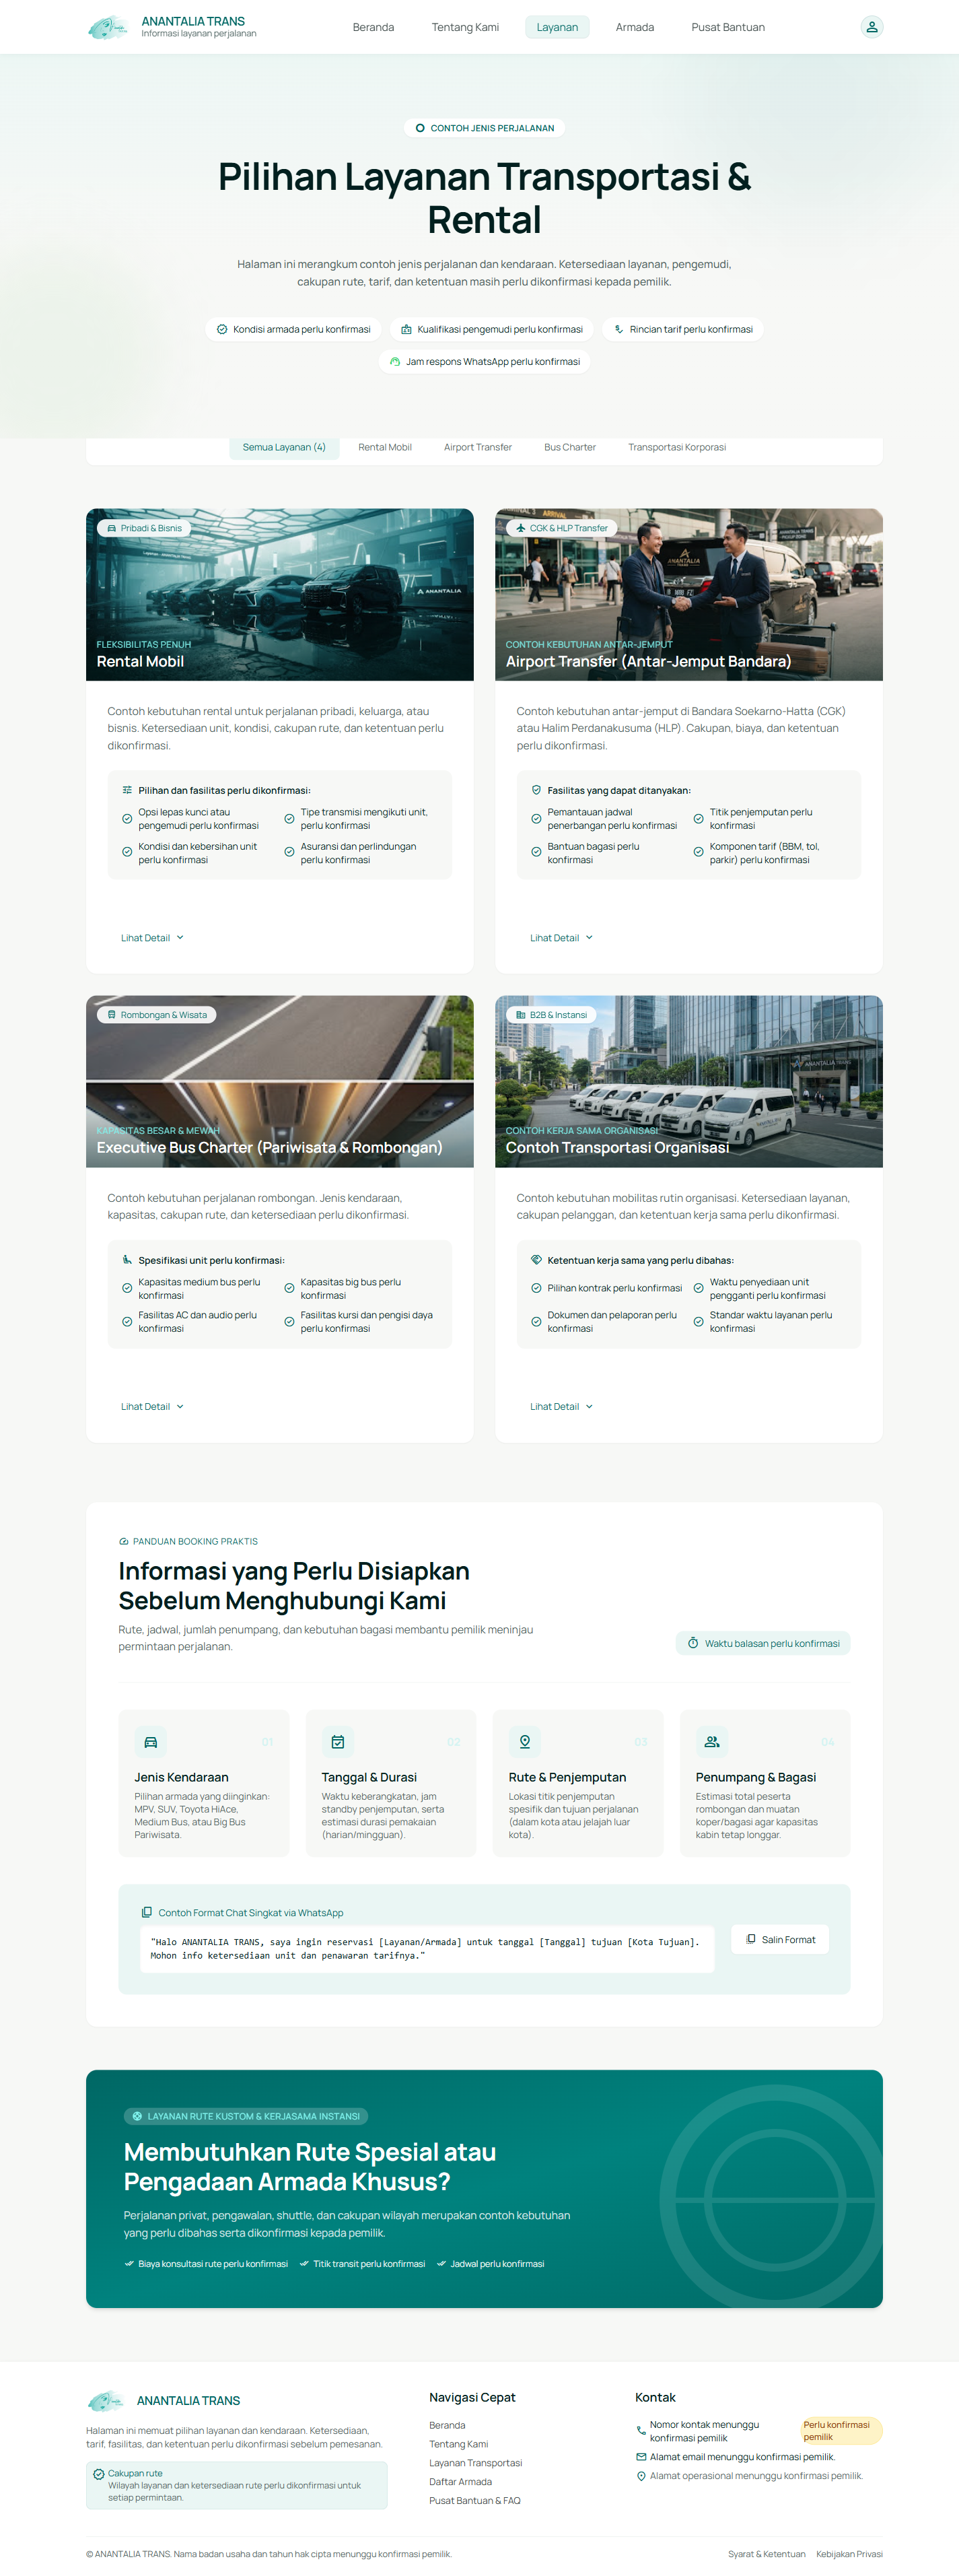 ANANTALIA TRANS
Informasi layanan perjalanan
Beranda
Tentang Kami
Layanan
Armada
Pusat Bantuan
CONTOH JENIS PERJALANAN
Pilihan Layanan Transportasi &
Rental
Halaman ini merangkum contoh jenis perjalanan dan kendaraan. Ketersediaan layanan, pengemudi,
cakupan rute, tarif, dan ketentuan masih perlu dikonfirmasi kepada pemilik.
Kondisi armada perlu konfirmasi
Kualifikasi pengemudi perlu konfirmasi
Rincian tarif perlu konfirmasi
Jam respons WhatsApp perlu konfirmasi
Semua Layanan (4)
Rental Mobil
Airport Transfer
Bus Charter
Transportasi Korporasi
Pribadi & Bisnis
ANANTALIA
FLEKSIBILITAS PENUH
Rental Mobil
Contoh kebutuhan rental untuk perjalanan pribadi, keluarga, atau
bisnis. Ketersediaan unit, kondisi, cakupan rute, dan ketentuan perlu
dikonfirmasi.
Pilihan dan fasilitas perlu dikonfirmasi:
Opsi lepas kunci atau
pengemudi perlu konfirmasi
Tipe transmisi mengikuti unit,
perlu konfirmasi
Kondisi dan kebersihan unit
perlu konfirmasi
Asuransi dan perlindungan
perlu konfirmasi
Lihat Detail
CGK & HLP Transfer
ANANTALIA
CONTOH KEBUTUHAN ANTAR-JEMPUT
Airport Transfer (Antar-Jemput Bandara)
Contoh kebutuhan antar-jemput di Bandara Soekarno-Hatta (CGK)
atau Halim Perdanakusuma (HLP). Cakupan, biaya, dan ketentuan
perlu dikonfirmasi.
Fasilitas yang dapat ditanyakan:
Pemantauan jadwal
penerbangan perlu konfirmasi
Titik penjemputan perlu
konfirmasi
Bantuan bagasi perlu
konfirmasi
Komponen tarif (BBM, tol,
parkir) perlu konfirmasi
Lihat Detail
Rombongan & Wisata
KAPASITAS BESAR & MEWAH
Executive Bus Charter (Pariwisata & Rombongan)
Contoh kebutuhan perjalanan rombongan. Jenis kendaraan,
kapasitas, cakupan rute, dan ketersediaan perlu dikonfirmasi.
Spesifikasi unit perlu konfirmasi:
Kapasitas medium bus perlu
konfirmasi
Kapasitas big bus perlu
konfirmasi
Fasilitas AC dan audio perlu
konfirmasi
Fasilitas kursi dan pengisi daya
perlu konfirmasi
Lihat Detail
B2B & Instansi
ANANTALIA TRANS
CONTOH KERJA SAMA ORGANISASI
Contoh Transportasi Organisasi
Contoh kebutuhan mobilitas rutin organisasi. Ketersediaan layanan,
cakupan pelanggan, dan ketentuan kerja sama perlu dikonfirmasi.
Ketentuan kerja sama yang perlu dibahas:
Pilihan kontrak perlu konfirmasi
Waktu penyediaan unit
pengganti perlu konfirmasi
Dokumen dan pelaporan perlu
konfirmasi
Standar waktu layanan perlu
konfirmasi
Lihat Detail
PANDUAN BOOKING PRAKTIS
Informasi yang Perlu Disiapkan
Sebelum Menghubungi Kami
Rute, jadwal, jumlah penumpang, dan kebutuhan bagasi membantu pemilik meninjau
permintaan perjalanan.
Waktu balasan perlu konfirmasi
01
Jenis Kendaraan
Pilihan armada yang diinginkan:
MPV, SUV, Toyota HiAce,
Medium Bus, atau Big Bus
Pariwisata.
02
Tanggal & Durasi
Waktu keberangkatan, jam
standby penjemputan, serta
estimasi durasi pemakaian
(harian/mingguan).
03
Rute & Penjemputan
Lokasi titik penjemputan
spesifik dan tujuan perjalanan
(dalam kota atau jelajah luar
kota).
04
Penumpang & Bagasi
Estimasi total peserta
rombongan dan muatan
koper/bagasi agar kapasitas
kabin tetap longgar.
Contoh Format Chat Singkat via WhatsApp
"Halo ANANTALIA TRANS, saya ingin reservasi [Layanan/Armada] untuk tanggal [Tanggal] tujuan [Kota Tujuan].
Mohon info ketersediaan unit dan penawaran tarifnya."
Salin Format
LAYANAN RUTE KUSTOM & KERJASAMA INSTANSI
Membutuhkan Rute Spesial atau
Pengadaan Armada Khusus?
Perjalanan privat, pengawalan, shuttle, dan cakupan wilayah merupakan contoh kebutuhan
yang perlu dibahas serta dikonfirmasi kepada pemilik.
Biaya konsultasi rute perlu konfirmasi
Titik transit perlu konfirmasi
Jadwal perlu konfirmasi
ANANTALIA TRANS
Halaman ini memuat pilihan layanan dan kendaraan. Ketersediaan,
tarif, fasilitas, dan ketentuan perlu dikonfirmasi sebelum pemesanan.
Cakupan rute
Wilayah layanan dan ketersediaan rute perlu dikonfirmasi untuk
setiap permintaan.
Navigasi Cepat
Beranda
Tentang Kami
Layanan Transportasi
Daftar Armada
Pusat Bantuan & FAQ
Kontak
Nomor kontak menunggu
konfirmasi pemilik
Perlu konfirmasi
pemilik
Alamat email menunggu konfirmasi pemilik.
Alamat operasional menunggu konfirmasi pemilik.
© ANANTALIA TRANS. Nama badan usaha dan tahun hak cipta menunggu konfirmasi pemilik.
Syarat & Ketentuan
Kebijakan Privasi